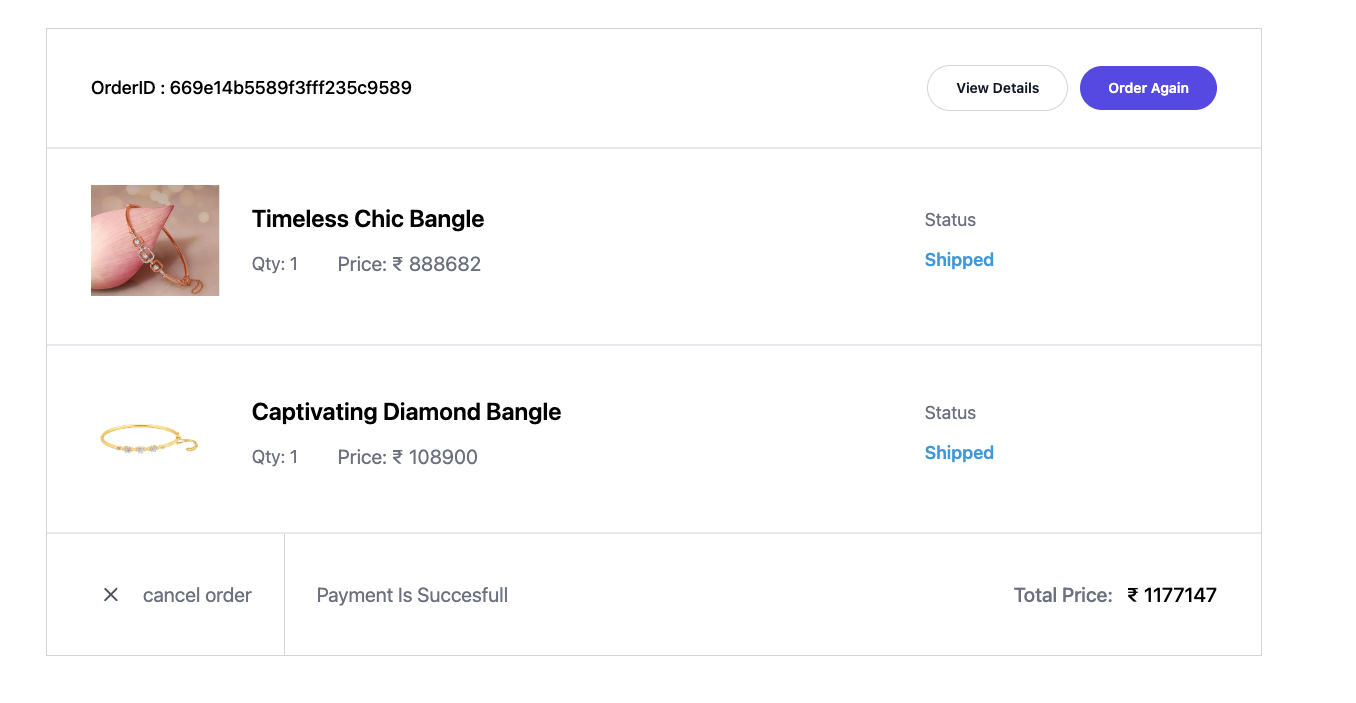 OrderID : 669e14b5589f3fff235c9589
View Details
Order Again
Timeless Chic Bangle
Qty: 1
Price: ₹ 888682
Status
Shipped
Captivating Diamond Bangle
Qty: 1
Price: ₹ 108900
Status
Shipped
cancel order
Payment Is Succesfull
Total Price: ₹ 1177147